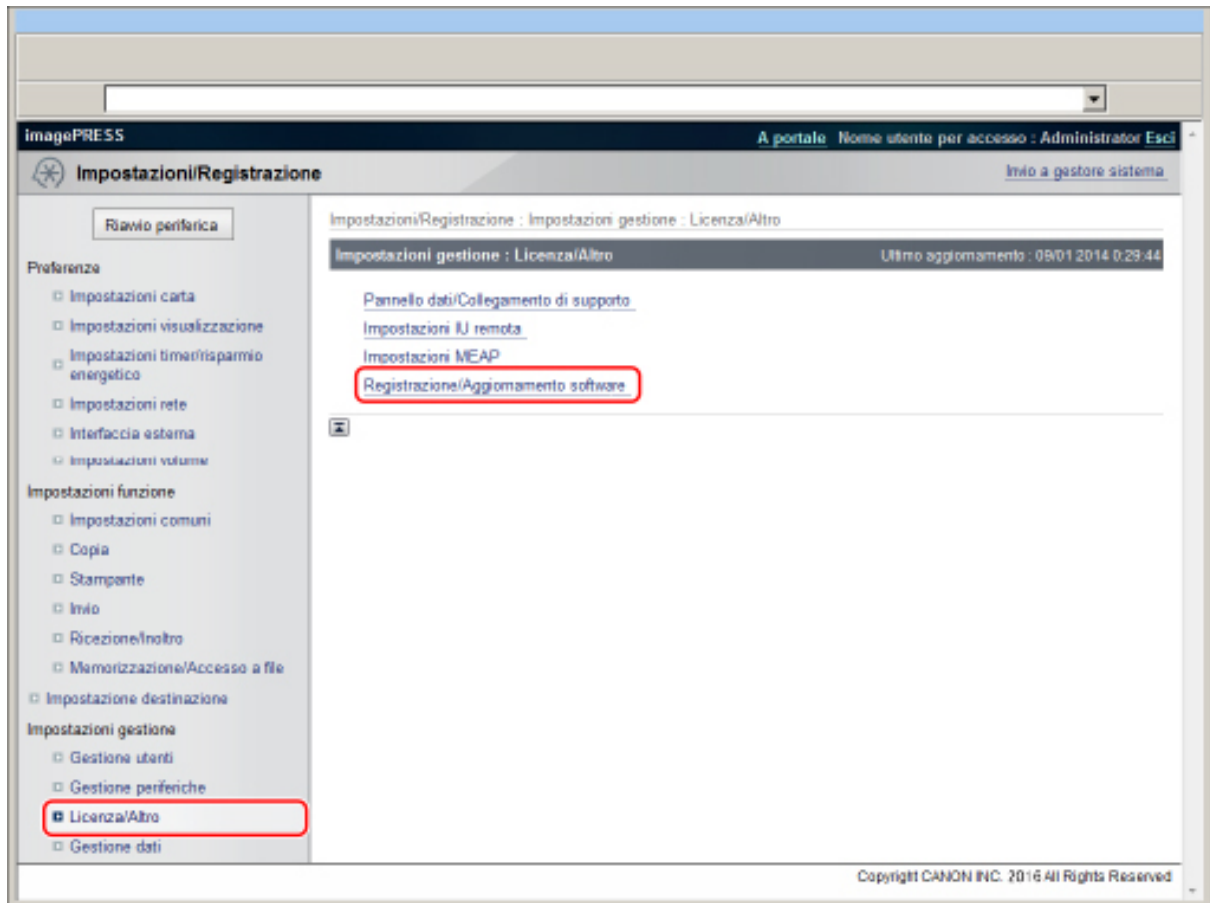 imagePRESS
A portale Nome utente per accesso : Administrator Esci
Impostazioni/Registrazione
Invio a gestore sistema
Riavvio periferica
Preferenze
Impostazioni carta
Impostazioni visualizzazione
Impostazioni timer/risparmio
energetico
Impostazioni rete
Interfaccia esterna
Impostazioni volume
Impostazioni funzione
Impostazioni comuni
Copia
Stampante
Invio
Ricezione/Inoltro
Memorizzazione/Accesso a file
Impostazione destinazione
Impostazioni gestione
Gestione utenti
Gestione periferiche
Licenza/Altro
Gestione dati
Impostazioni/Registrazione : Impostazioni gestione : Licenza/Altro
Impostazioni gestione : Licenza/Altro
Ultimo aggiornamento : 09/01 2014 0:29:44
Pannello dati/Collegamento di supporto
Impostazioni IU remota
Impostazioni MEAP
Registrazione/Aggiornamento software
Copyright CANON INC. 2016 All Rights Reserved